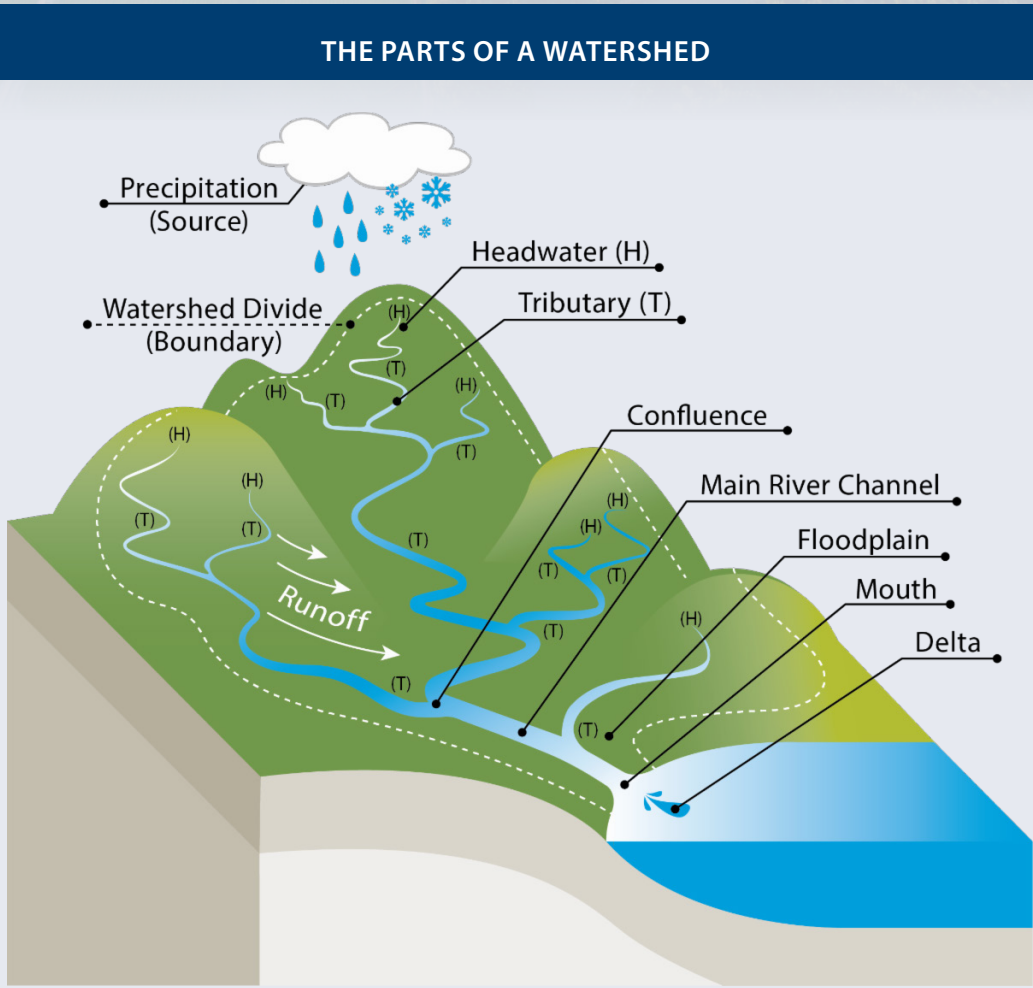 THE PARTS OF A WATERSHED
Precipitation
(Source)
Headwater (H)
Watershed Divide
(Boundary)
Tributary (T)
(H)
(T)
(H)
(T)
(H)
(T)
Confluence
(H)
(T)
(H)
(T)
Main River Channel
(T)
(H)
(H)
(T)
(T)
Floodplain
Runoff
Mouth
(T)
(H)
Delta
(T)
(T)